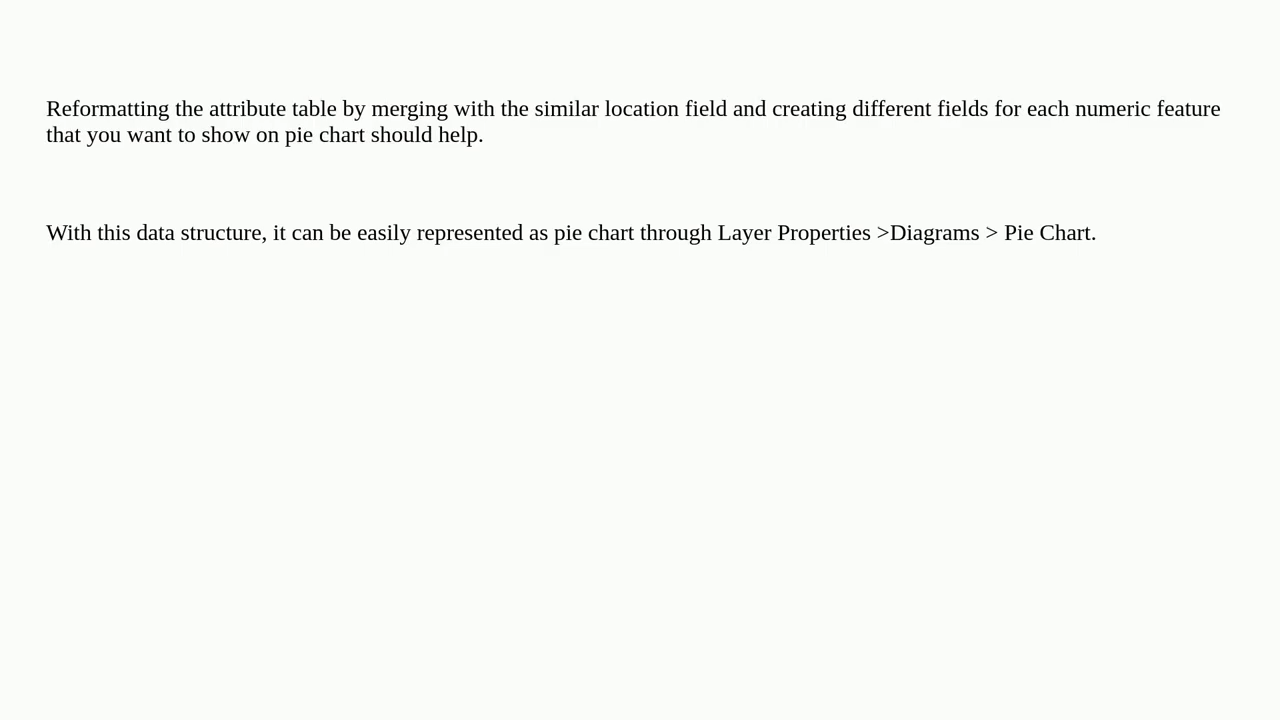 Reformatting the attribute table by merging with the similar location field and creating different fields for each numeric feature
that you want to show on pie chart should help.
With this data structure, it can be easily represented as pie chart through Layer Properties >Diagrams > Pie Chart.